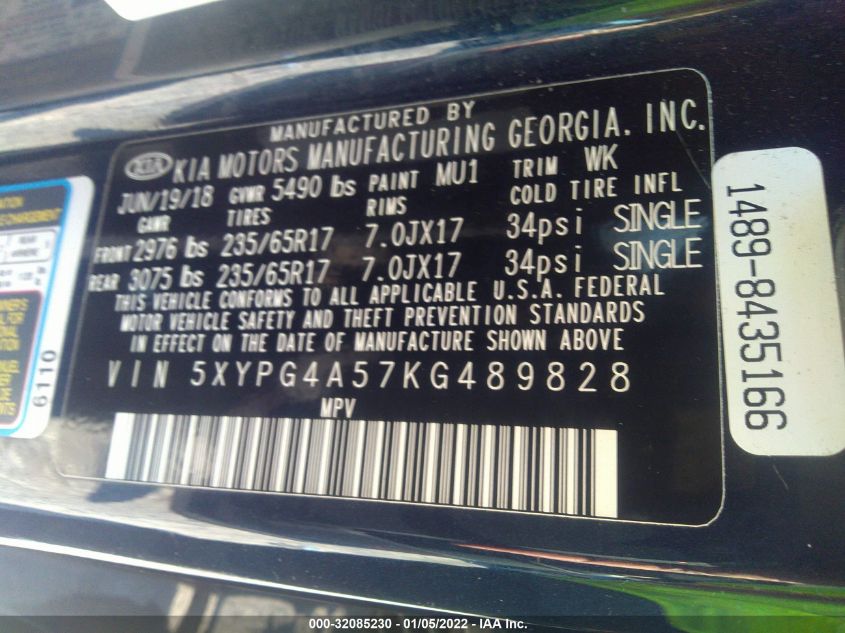 MANUFACTURED BY
KIA KIA MOTORS MANUFACTURING GEORGIA. INC.
JUN/19/18 GVWR 5490 lbs PAINT MU1 TRIM WK
GAWR TIRES RIMS COLD TIRE INFL
FRONT 2976 lbs 235/65R17 7.0JX17 34psi SINGLE
REAR 3075 lbs 235/65R17 7.0JX17 34psi SINGLE
THIS VEHICLE CONFORMS TO ALL APPLICABLE U.S.A. FEDERAL
MOTOR VEHICLE SAFETY AND THEFT PREVENTION STANDARDS
IN EFFECT ON THE DATE OF MANUFACTURE SHOWN ABOVE
VIN 5XYPG4A57KG489828
MPV
1489-8435166
6110
000-32085230 - 01/05/2022 - IAA Inc.